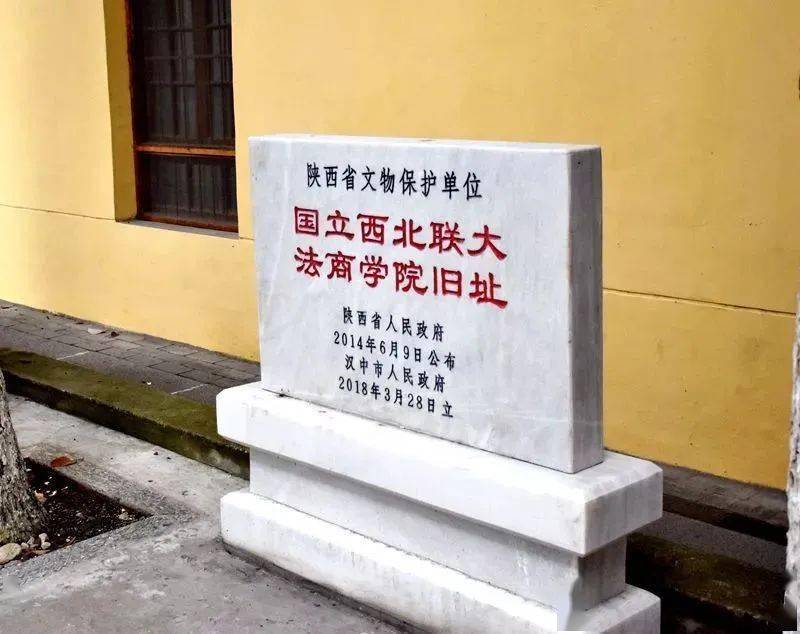 陕西省文物保护单位
国立西北联大
法商学院旧址
陕西省人民政府
2014年6月9日公布
汉中市人民政府
2018年3月28日立